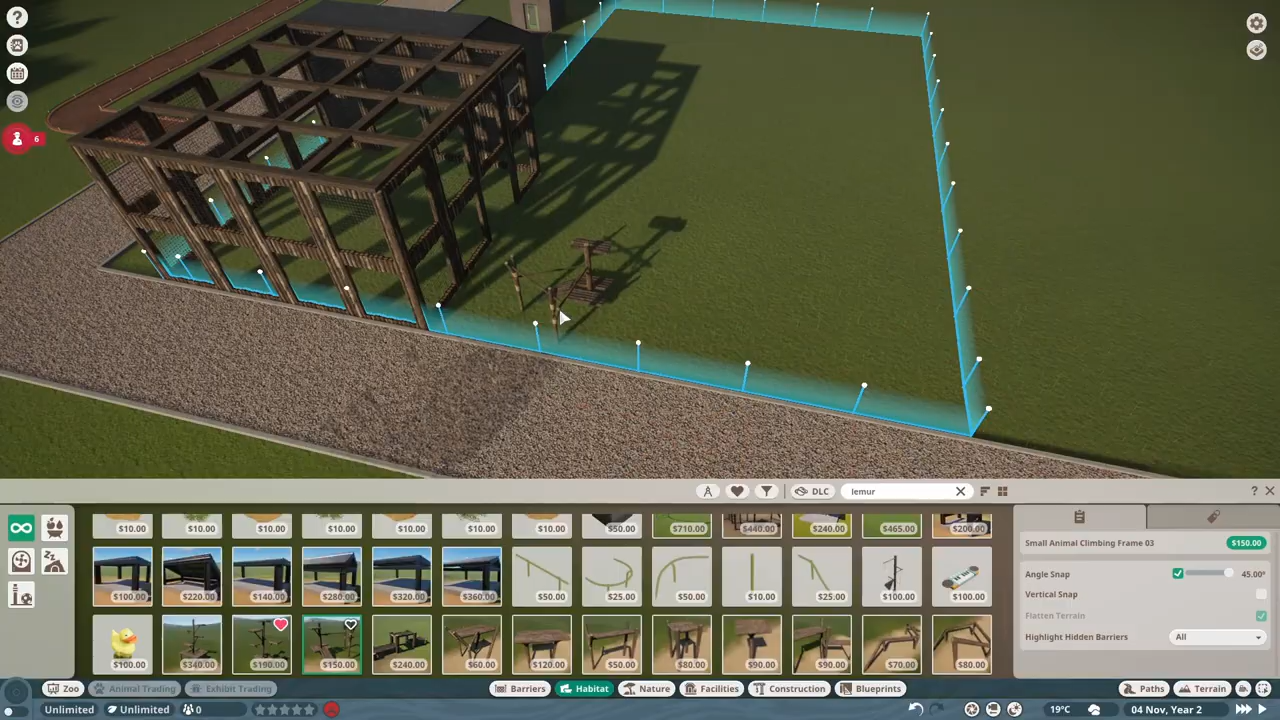 ?
6
DLC
lemur
?
$10.00 $10.00 $10.00 $10.00 $10.00 $10.00 $10.00 $50.00 $710.00 $440.00 $240.00 $465.00 $200.00
$100.00 $220.00 $140.00 $280.00 $320.00 $360.00 $50.00 $25.00 $50.00 $10.00 $25.00 $100.00 $100.00
$100.00 $340.00 $190.00 $150.00 $240.00 $60.00 $120.00 $50.00 $80.00 $90.00 $90.00 $70.00 $80.00
Small Animal Climbing Frame 03 $150.00
Angle Snap 45.00°
Vertical Snap
Flatten Terrain
Highlight Hidden Barriers All
Zoo Animal Trading Exhibit Trading Barriers Habitat Nature Facilities Construction Blueprints Paths Terrain
Unlimited Unlimited 0 19°C 04 Nov, Year 2